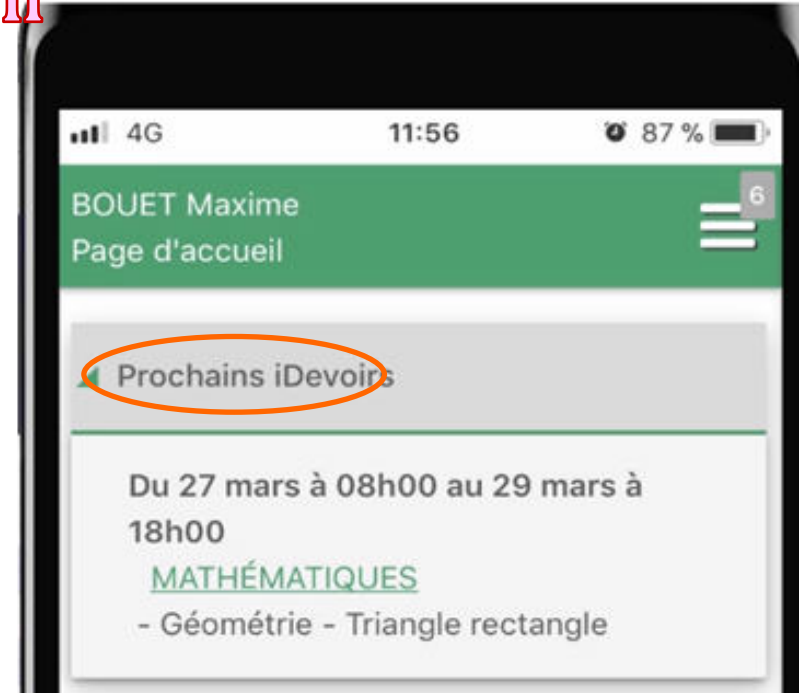 4G 11:56 87 %
BOUET Maxime 6
Page d'accueil
Prochains iDevoirs
Du 27 mars à 08h00 au 29 mars à
18h00
MATHÉMATIQUES
- Géométrie - Triangle rectangle